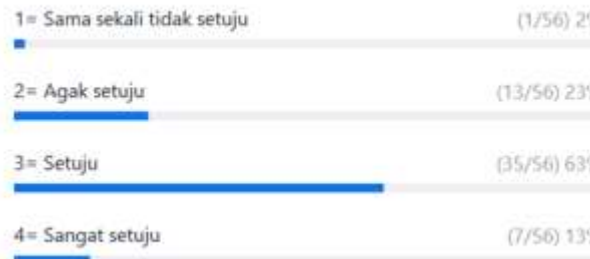 1= Sama sekali tidak setuju (1/56) 2%
2= Agak setuju (13/56) 23%
3= Setuju (35/56) 63%
4= Sangat setuju (7/56) 13%